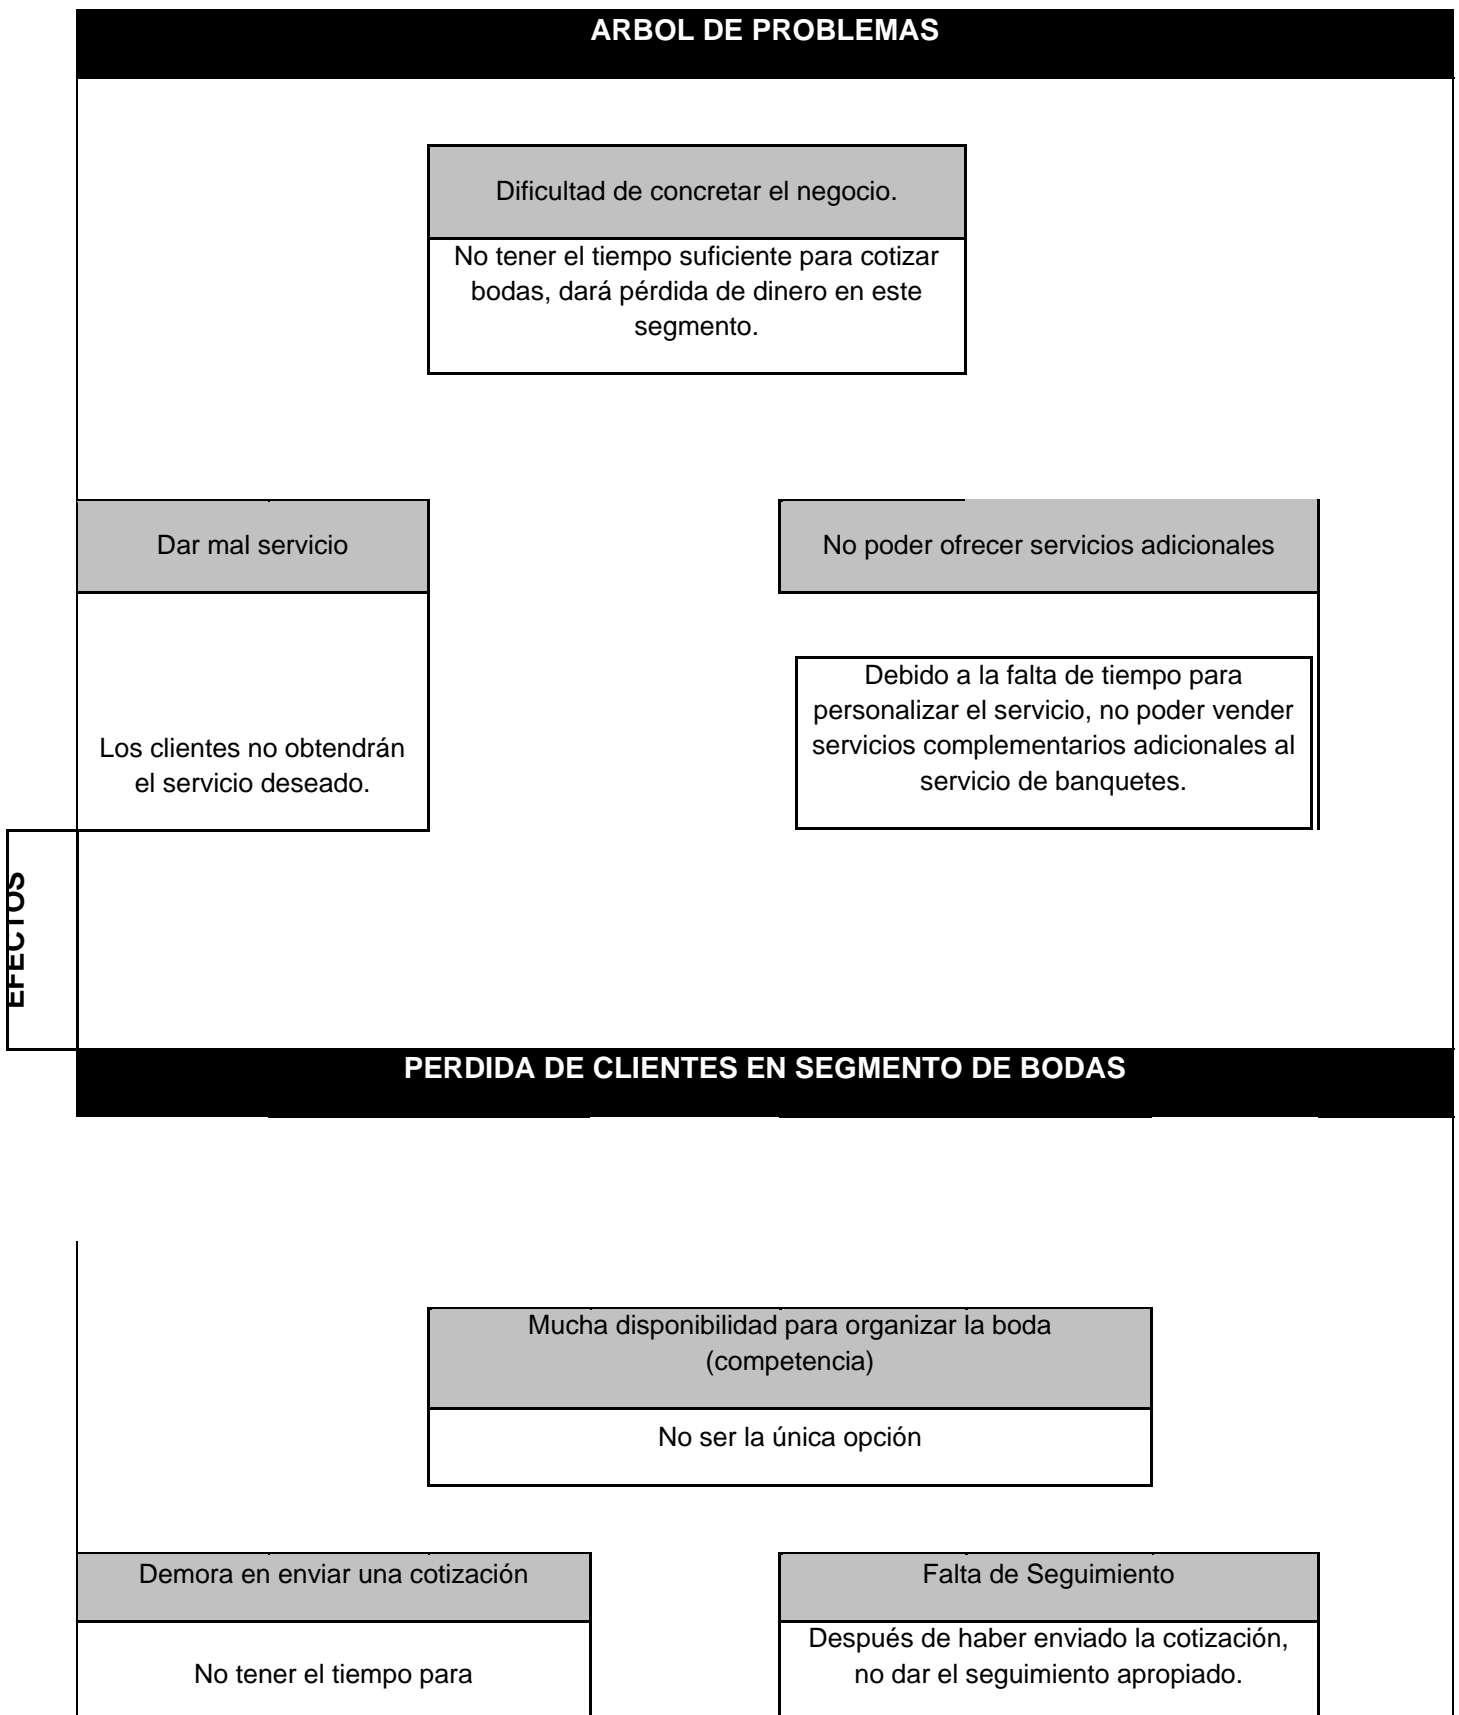 ARBOL DE PROBLEMAS
Dificultad de concretar el negocio.
No tener el tiempo suficiente para cotizar
bodas, dará pérdida de dinero en este
segmento.
Dar mal servicio
No poder ofrecer servicios adicionales
Los clientes no obtendrán
el servicio deseado.
Debido a la falta de tiempo para
personalizar el servicio, no poder vender
servicios complementarios adicionales al
servicio de banquetes.
EFECTOS
PERDIDA DE CLIENTES EN SEGMENTO DE BODAS
Mucha disponibilidad para organizar la boda
(competencia)
No ser la única opción
Demora en enviar una cotización
No tener el tiempo para
Falta de Seguimiento
Después de haber enviado la cotización,
no dar el seguimiento apropiado.